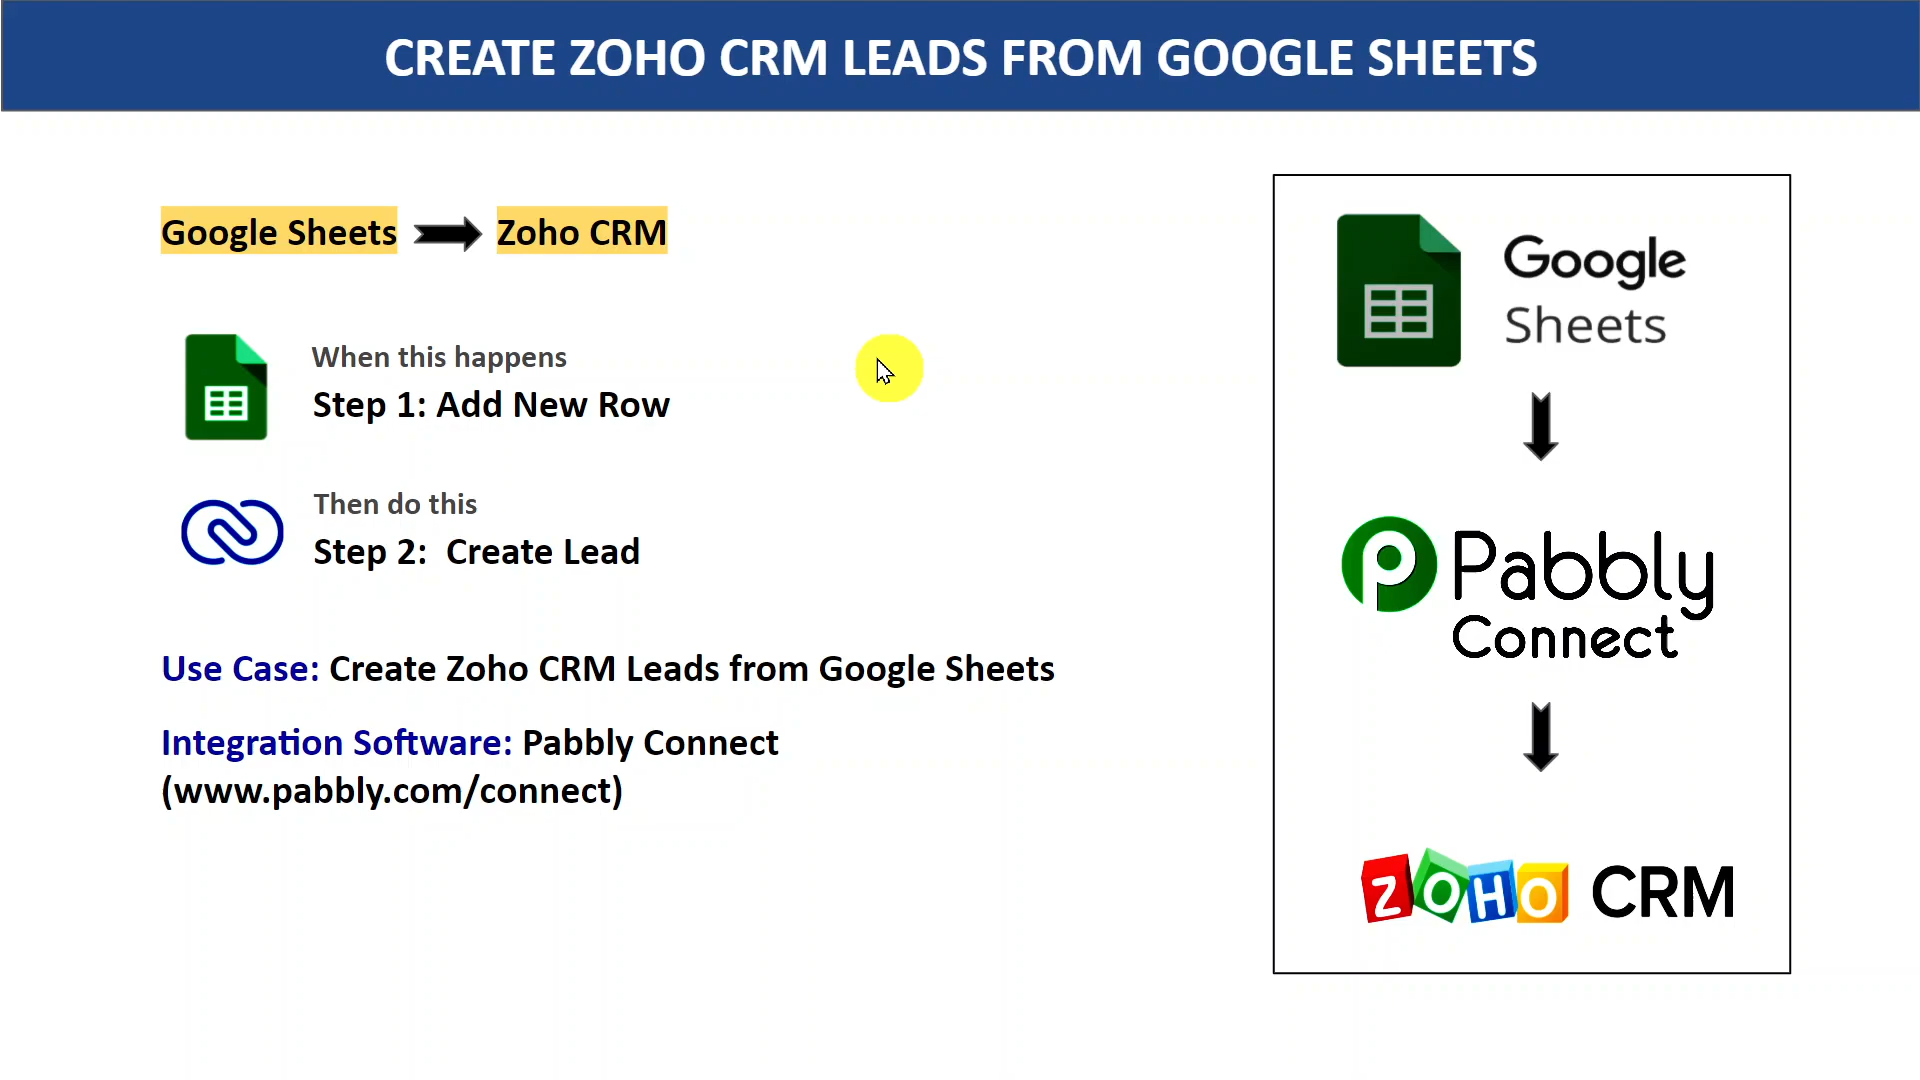 CREATE ZOHO CRM LEADS FROM GOOGLE SHEETS
Google Sheets
Zoho CRM
When this happens
Step 1: Add New Row
Then do this
Step 2: Create Lead
Use Case: Create Zoho CRM Leads from Google Sheets
Integration Software: Pabbly Connect
(www.pabbly.com/connect)
Google
Sheets
Pabbly
Connect
ZOHO CRM